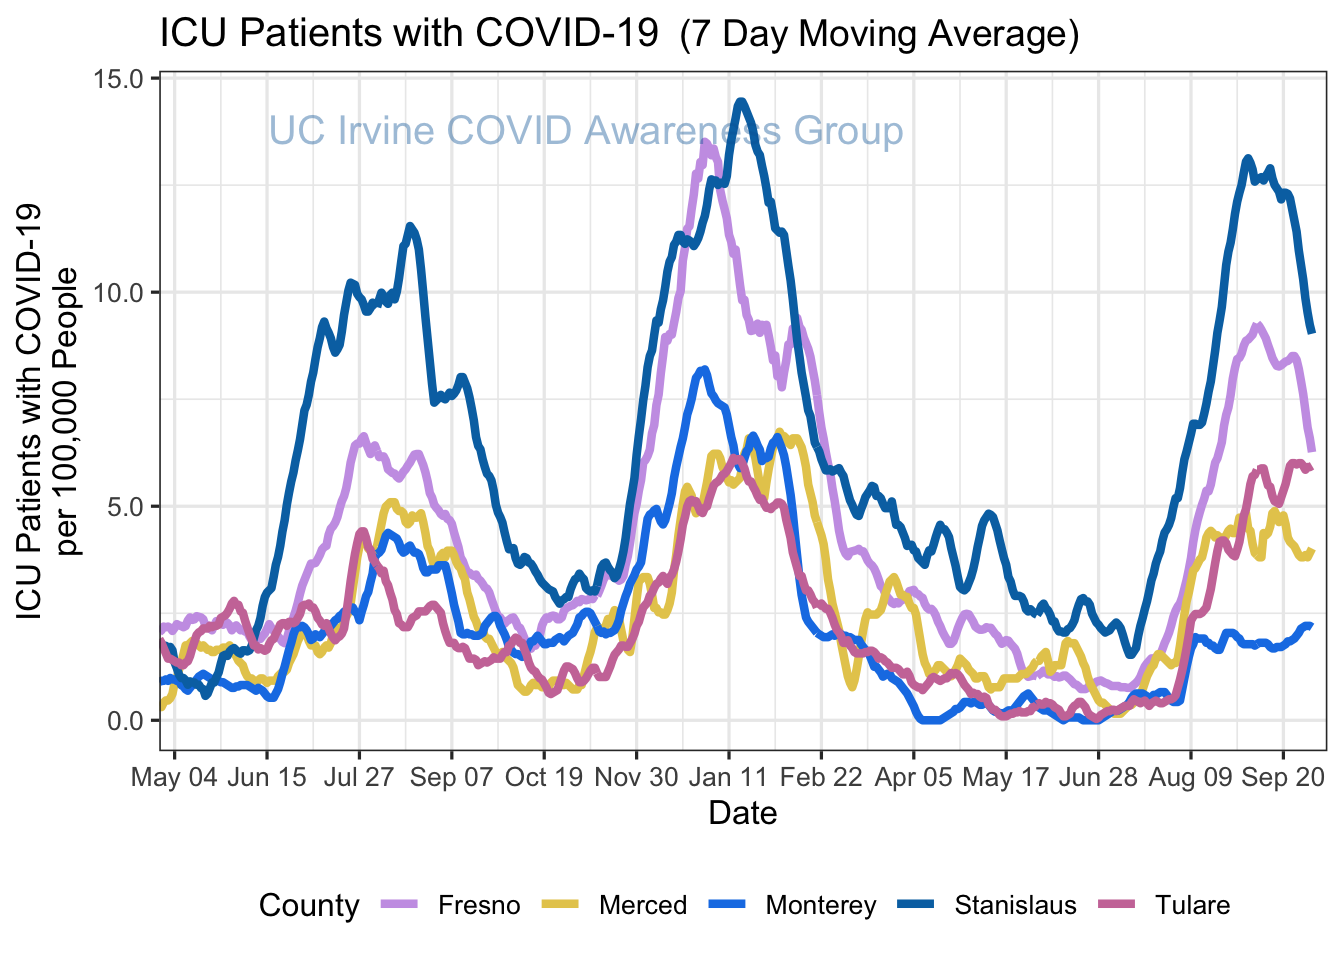 ICU Patients with COVID-19 (7 Day Moving Average)
UC Irvine COVID Awareness Group
ICU Patients with COVID-19
per 100,000 People
15.0
10.0
5.0
0.0
May 04 Jun 15 Jul 27 Sep 07 Oct 19 Nov 30 Jan 11 Feb 22 Apr 05 May 17 Jun 28 Aug 09 Sep 20
Date
County Fresno Merced Monterey Stanislaus Tulare